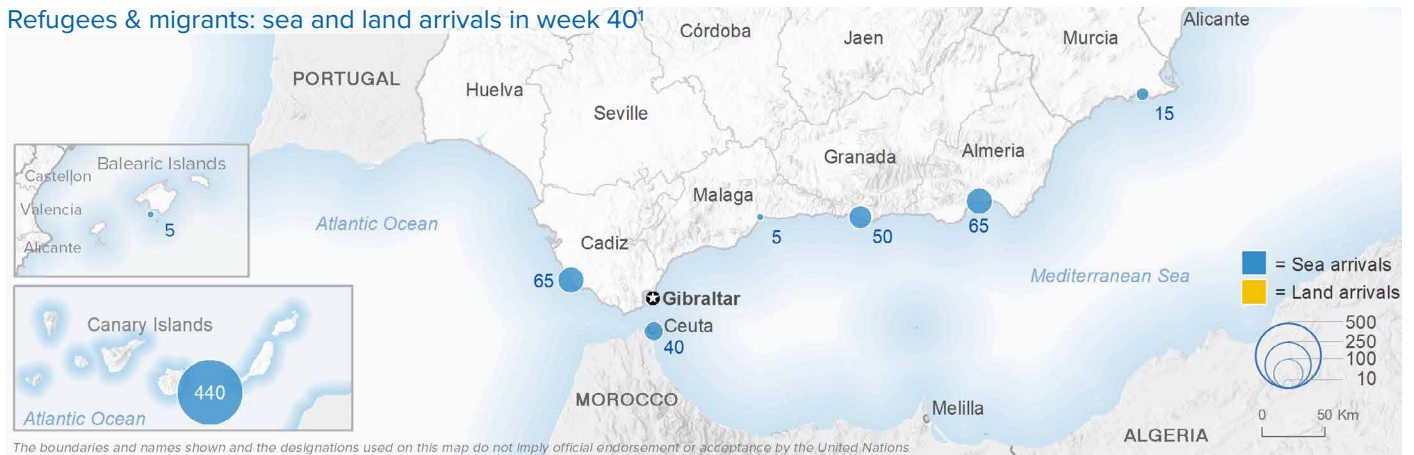 Refugees & migrants: sea and land arrivals in week 40¹
Alicante
Córdoba
Jaen
Murcia
PORTUGAL
Huelva
Seville
15
Granada
Almeria
Malaga
Balearic Islands
Castellon
Valencia
Alicante
5
Atlantic Ocean
5
50
65
Cadiz
65
Mediterranean Sea
= Sea arrivals
= Land arrivals
Gibraltar
Ceuta
40
Canary Islands
440
Atlantic Ocean
500
250
100
10
MOROCCO
Melilla
0 50 Km
ALGERIA
The boundaries and names shown and the designations used on this map do not imply official endorsement or acceptance by the United Nations